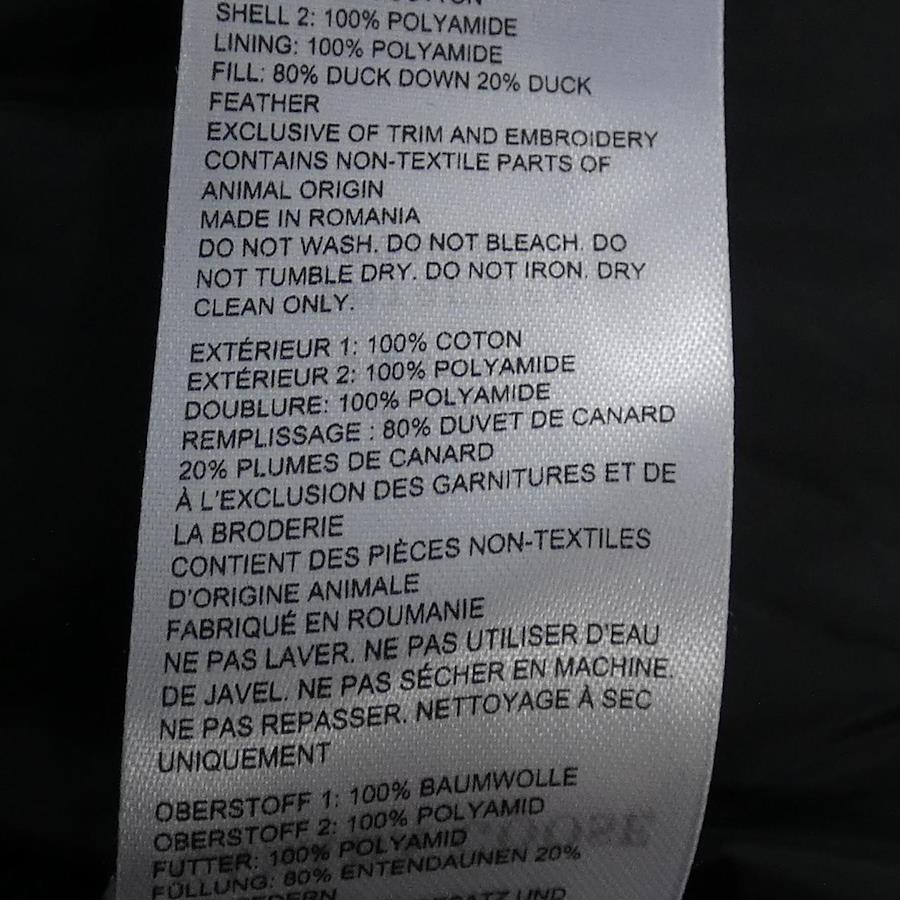 COTTON
SHELL 2: 100% POLYAMIDE
LINING: 100% POLYAMIDE
FILL: 80% DUCK DOWN 20% DUCK
FEATHER
EXCLUSIVE OF TRIM AND EMBROIDERY
CONTAINS NON-TEXTILE PARTS OF
ANIMAL ORIGIN
MADE IN ROMANIA
DO NOT WASH. DO NOT BLEACH. DO
NOT TUMBLE DRY. DO NOT IRON. DRY
CLEAN ONLY.
EXTÉRIEUR 1: 100% COTON
EXTÉRIEUR 2: 100% POLYAMIDE
DOUBLURE: 100% POLYAMIDE
REMPLISSAGE : 80% DUVET DE CANARD
20% PLUMES DE CANARD
À L'EXCLUSION DES GARNITURES ET DE
LA BRODERIE
CONTIENT DES PIÈCES NON-TEXTILES
D'ORIGINE ANIMALE
FABRIQUÉ EN ROUMANIE
NE PAS LAVER. NE PAS UTILISER D'EAU
DE JAVEL. NE PAS SÉCHER EN MACHINE.
NE PAS REPASSER. NETTOYAGE À SEC
UNIQUEMENT
OBERSTOFF 1: 100% BAUMWOLLE
OBERSTOFF 2: 100% POLYAMID
FUTTER: 100% POLYAMID
FÜLLUNG: 80% ENTENDAUNEN 20%
UND